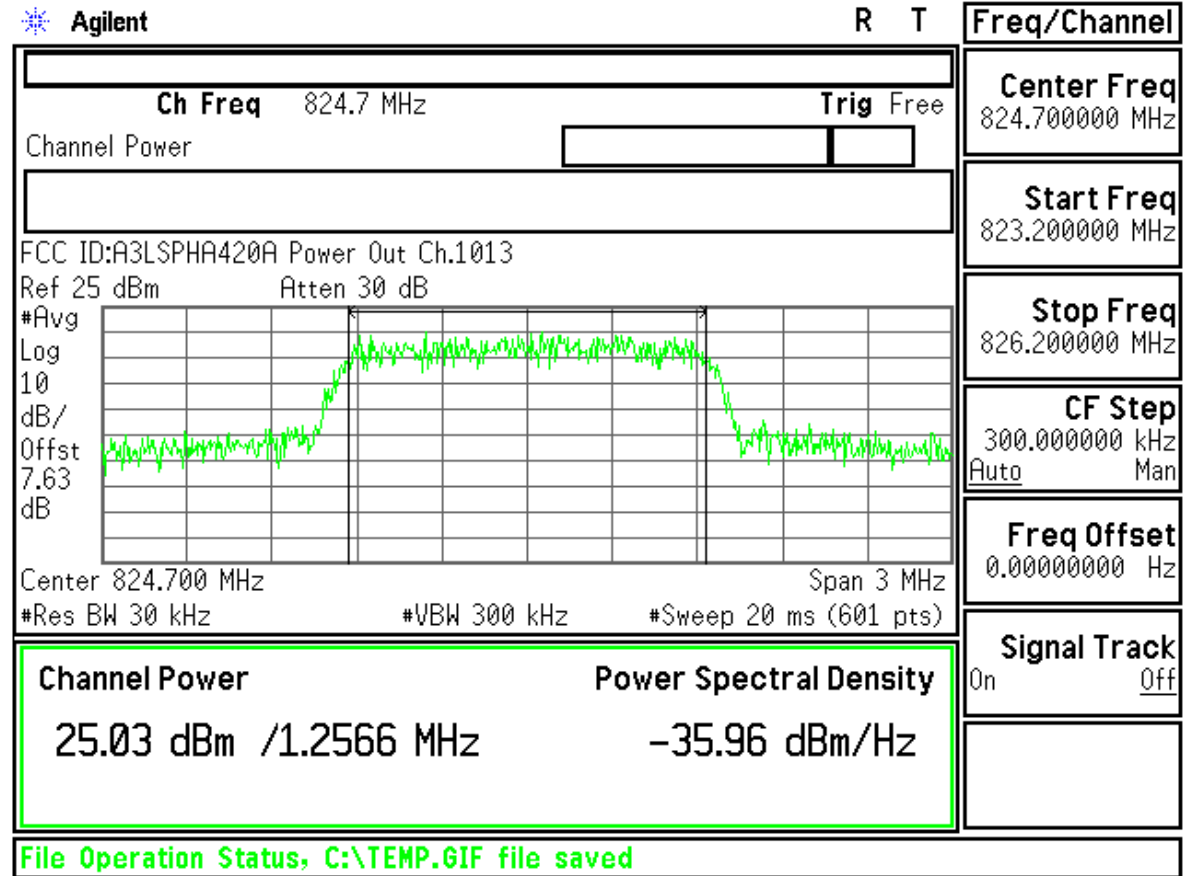 Agilent R T
Freq/Channel
Ch Freq 824.7 MHz Trig Free
Channel Power
FCC ID:A3LSPHA420A Power Out Ch.1013
Ref 25 dBm Atten 30 dB
#Avg
Log
10
dB/
Offst
7.63
dB
Center 824.700 MHz Span 3 MHz
#Res BW 30 kHz #VBW 300 kHz #Sweep 20 ms (601 pts)
Channel Power Power Spectral Density
25.03 dBm /1.2566 MHz -35.96 dBm/Hz
Center Freq
824.700000 MHz
Start Freq
823.200000 MHz
Stop Freq
826.200000 MHz
CF Step
300.000000 kHz
Auto Man
Freq Offset
0.00000000 Hz
Signal Track
On Off
File Operation Status, C:\TEMP.GIF file saved